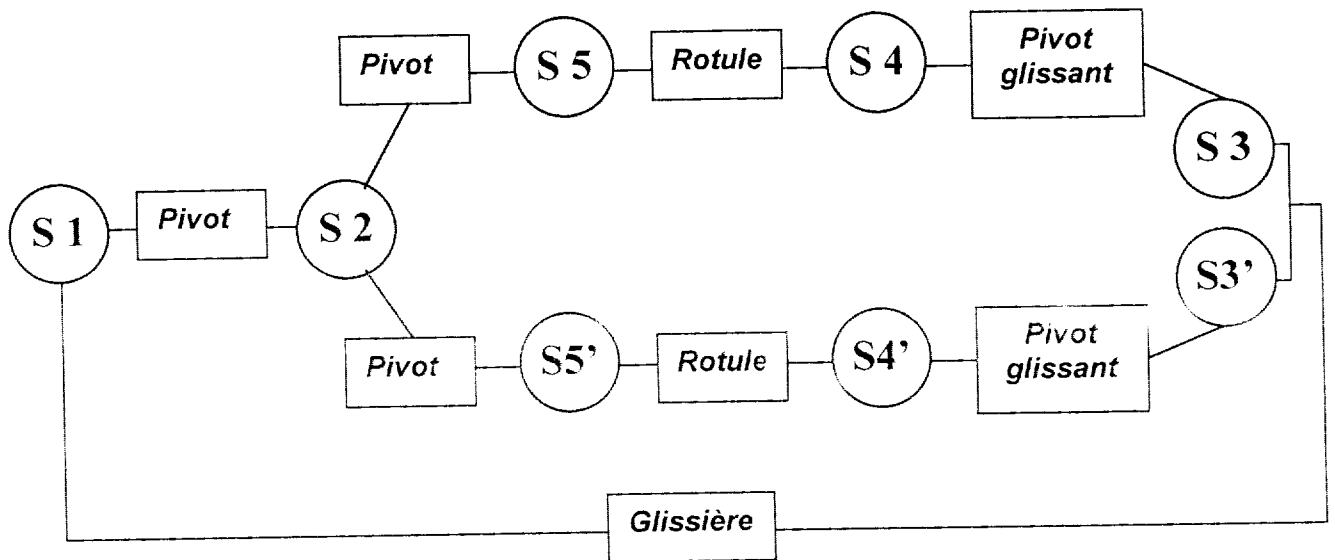 Pivot
S 5
Rotule
S 4
Pivot
glissant
S 3
S 1
Pivot
S 2
S3’
Pivot
S5’
Rotule
S4’
Pivot
glissant
Glissière